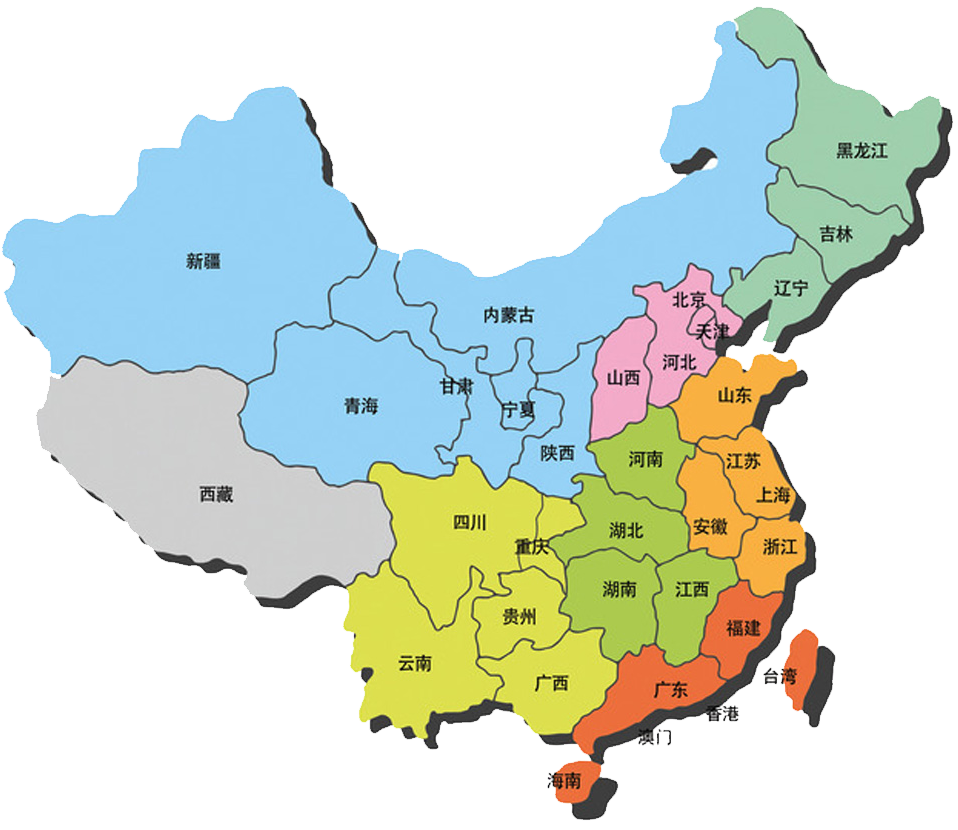 黑龙江
吉林
新疆
辽宁
北京
内蒙古
天津
河北
山西
甘肃
山东
青海
宁夏
陕西
河南
江苏
西藏
上海
四川
湖北
安徽
重庆
浙江
湖南
江西
贵州
福建
云南
台湾
广西
广东
香港
澳门
海南